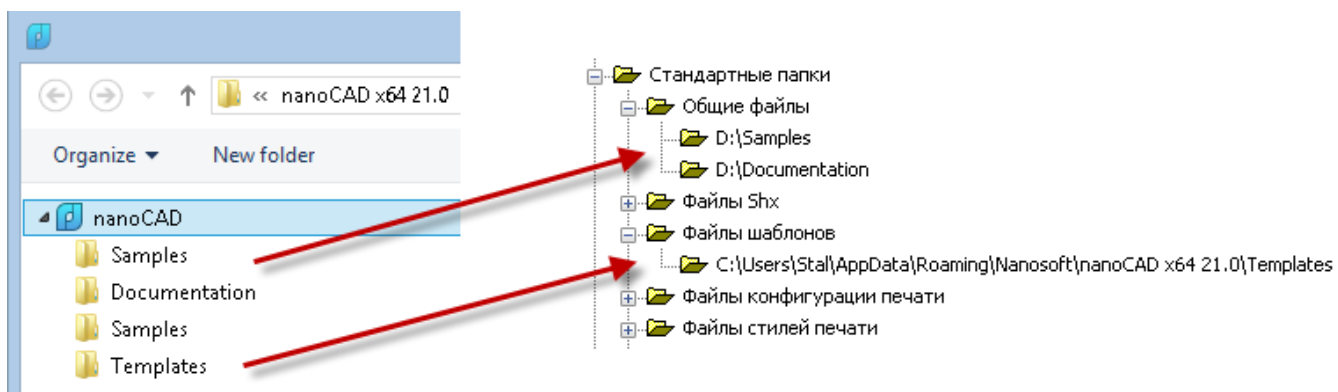 « nanoCAD x64 21.0
Organize
New folder
nanoCAD
Samples
Documentation
Samples
Templates
Стандартные папки
Общие файлы
D:\Samples
D:\Documentation
Файлы Shx
Файлы шаблонов
C:\Users\Stal\AppData\Roaming\Nanosoft\nanoCAD x64 21.0\Templates
Файлы конфигурации печати
Файлы стилей печати